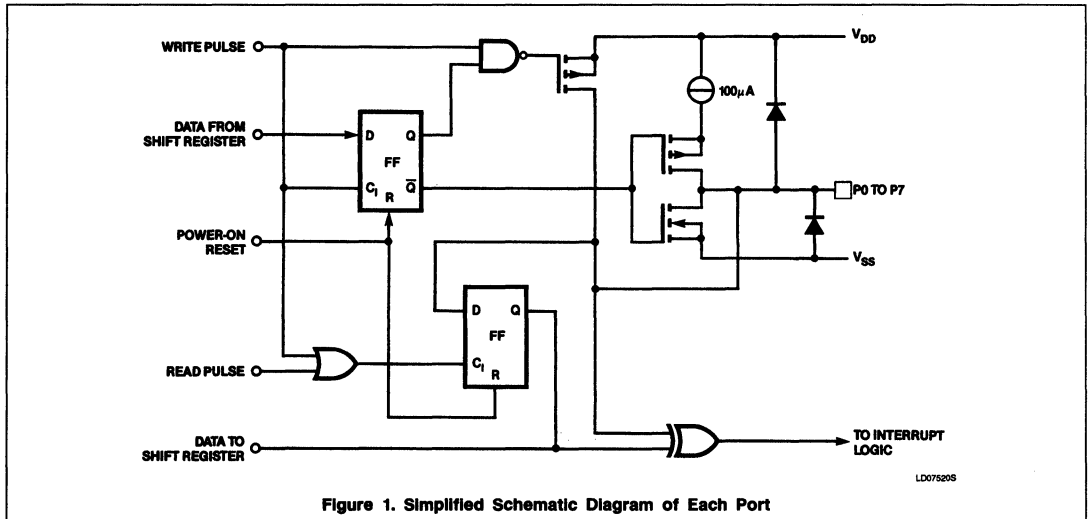 WRITE PULSE
V_DD
100μA
DATA FROM
SHIFT REGISTER
D Q
FF
C_I Q̅
R
P0 TO P7
POWER-ON
RESET
V_SS
D Q
FF
C_I
R
READ PULSE
DATA TO
SHIFT REGISTER
TO INTERRUPT
LOGIC
LD07520S
Figure 1. Simplified Schematic Diagram of Each Port